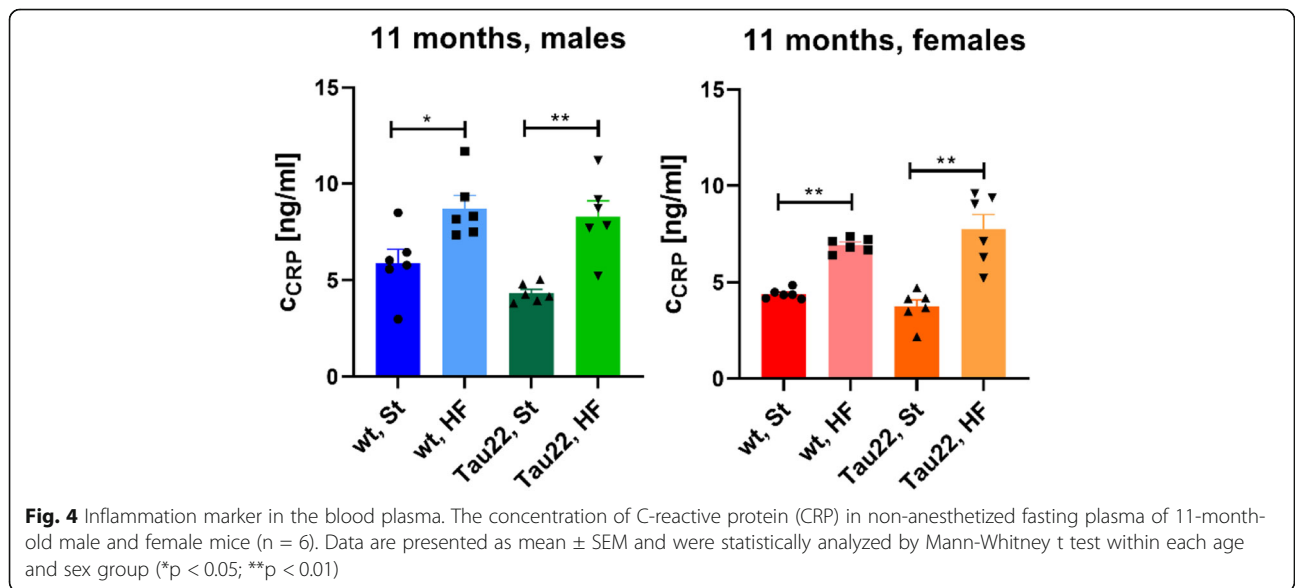 11 months, males
15
10
5
0
cCRP [ng/ml]
*
**
wt, St
wt, HF
Tau22, St
Tau22, HF
11 months, females
15
10
5
0
cCRP [ng/ml]
**
**
wt, St
wt, HF
Tau22, St
Tau22, HF
Fig. 4 Inflammation marker in the blood plasma. The concentration of C-reactive protein (CRP) in non-anesthetized fasting plasma of 11-month-
old male and female mice (n = 6). Data are presented as mean ± SEM and were statistically analyzed by Mann-Whitney t test within each age
and sex group (*p < 0.05; **p < 0.01)